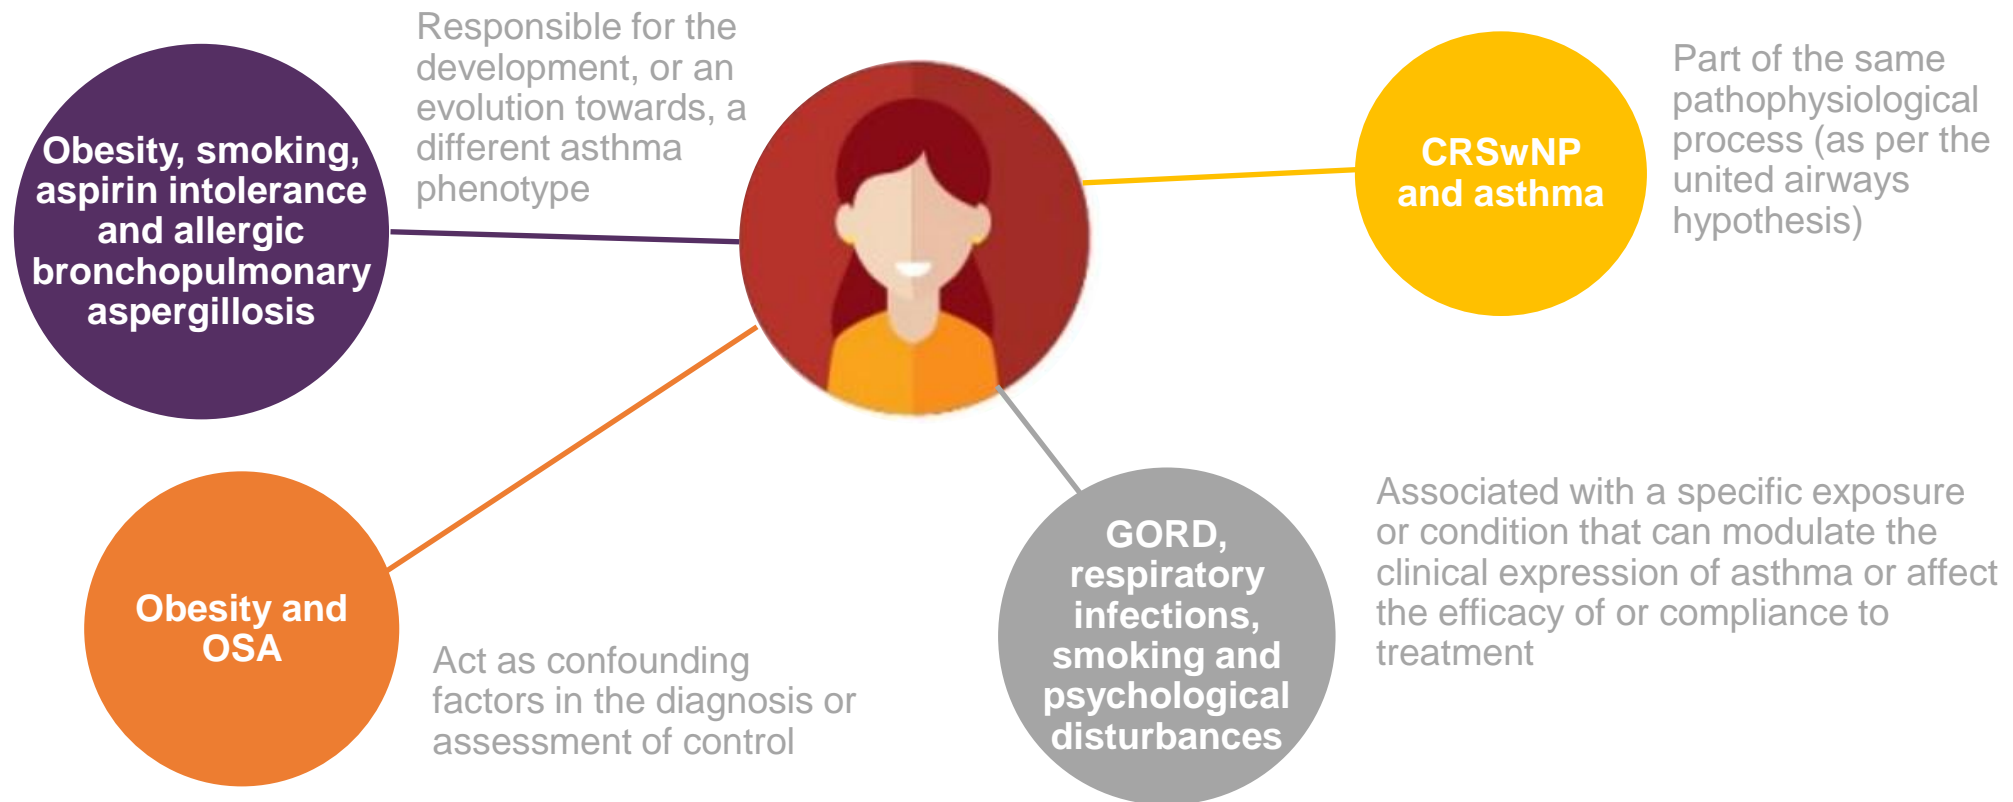 Obesity, smoking,
aspirin intolerance
and allergic
bronchopulmonary
aspergillosis
Responsible for the
development, or an
evolution towards, a
different asthma
phenotype
CRSwNP
and asthma
Part of the same
pathophysiological
process (as per the
united airways
hypothesis)
Obesity and
OSA
Act as confounding
factors in the diagnosis or
assessment of control
GORD,
respiratory
infections,
smoking and
psychological
disturbances
Associated with a specific exposure
or condition that can modulate the
clinical expression of asthma or affect
the efficacy of or compliance to
treatment